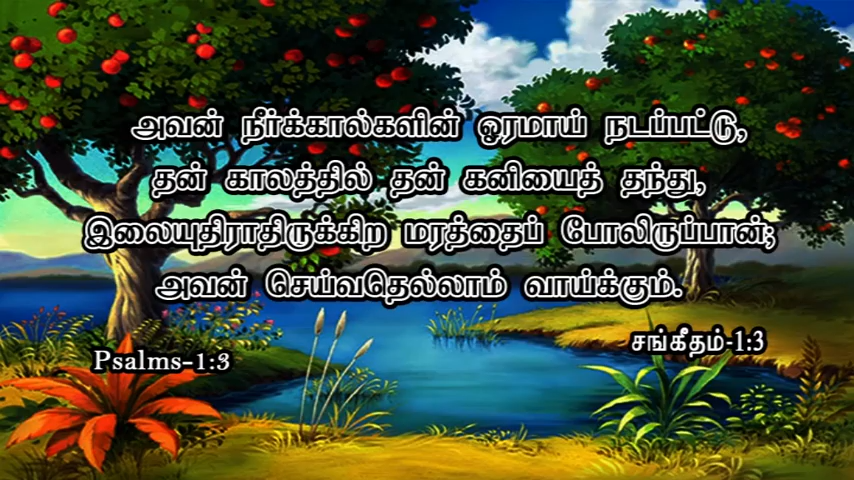 அவன் நீர்க்கால்களின் ஓரமாய் நடப்பட்டு,
தன் காலத்தில் தன் கனியைத் தந்து,
இலையுதிராதிருக்கிற மரத்தைப் போலிருப்பான்;
அவன் செய்வதெல்லாம் வாய்க்கும்.
சங்கீதம்-1:3
Psalms-1:3